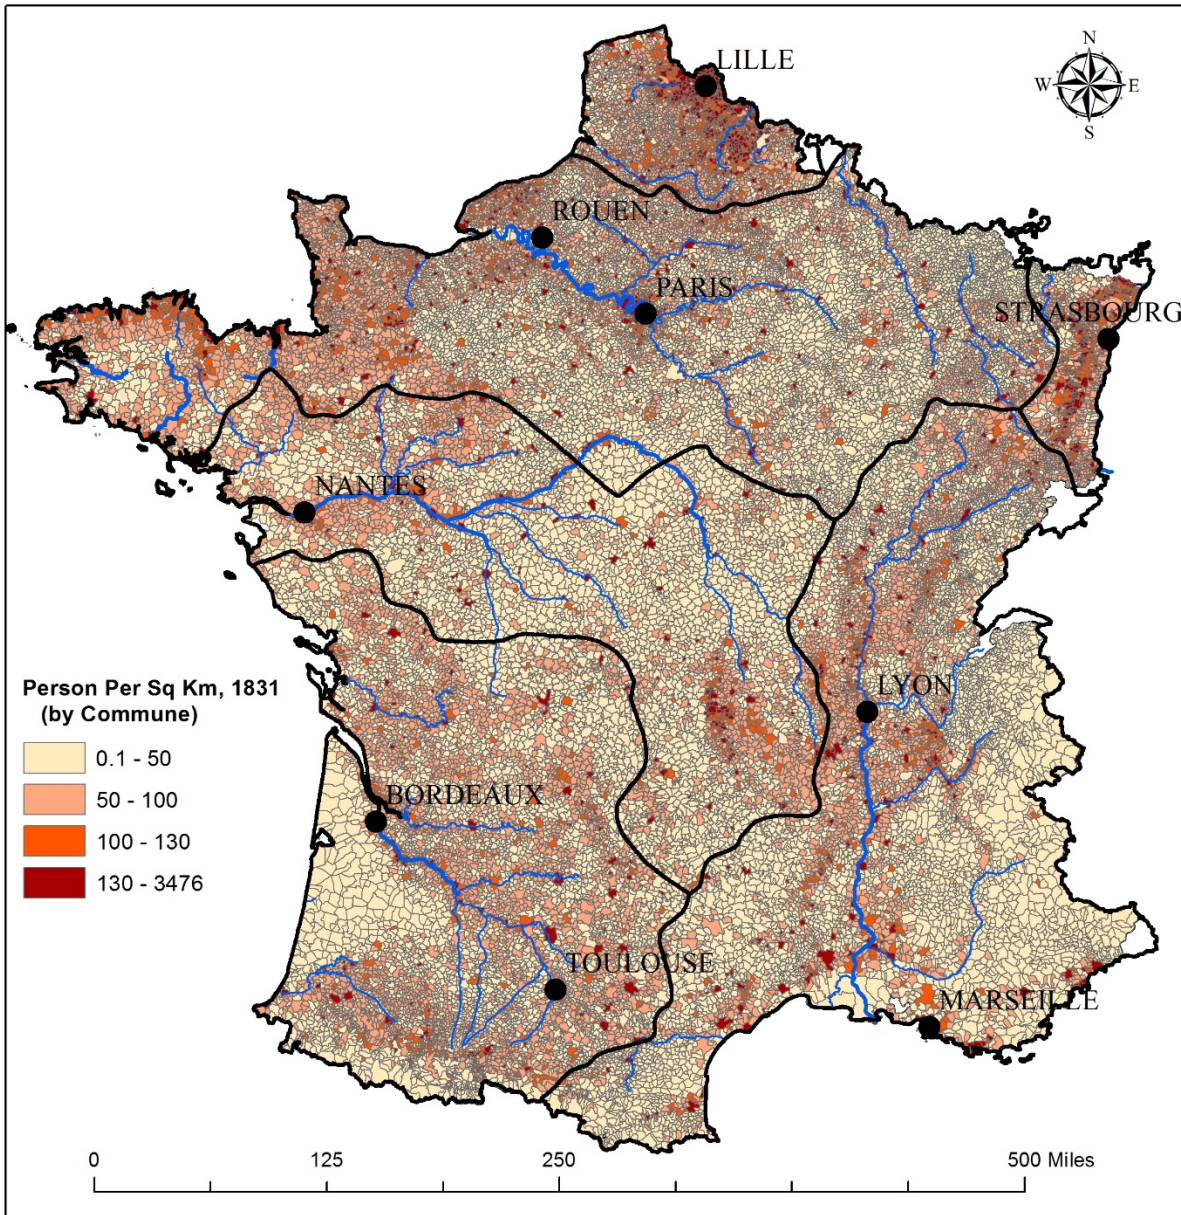 LILLE
N
W E
S
ROUEN
PARIS
STRASBOURG
NANTES
LYON
Person Per Sq Km, 1831
(by Commune)
0.1 - 50
50 - 100
100 - 130
130 - 3476
BORDEAUX
TOULOUSE
MARSEILLE
0 125 250 500 Miles